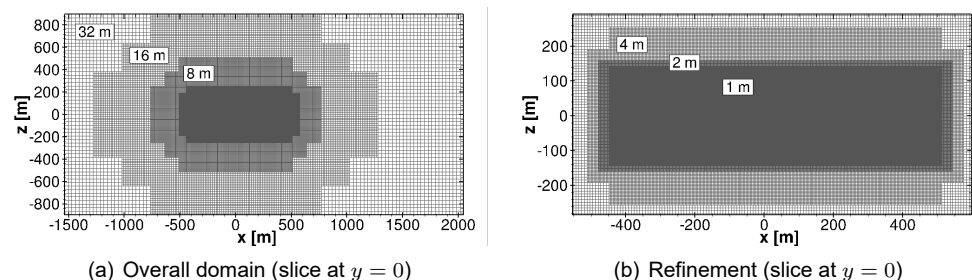 800
600
400
200
0
-200
-400
-600
-800
z [m]
32 m
16 m
8 m
-1500 -1000 -500 0 500 1000 1500 2000
x [m]
(a) Overall domain (slice at y = 0)
200
100
0
-100
-200
z [m]
4 m
2 m
1 m
-400 -200 0 200 400
x [m]
(b) Refinement (slice at y = 0)